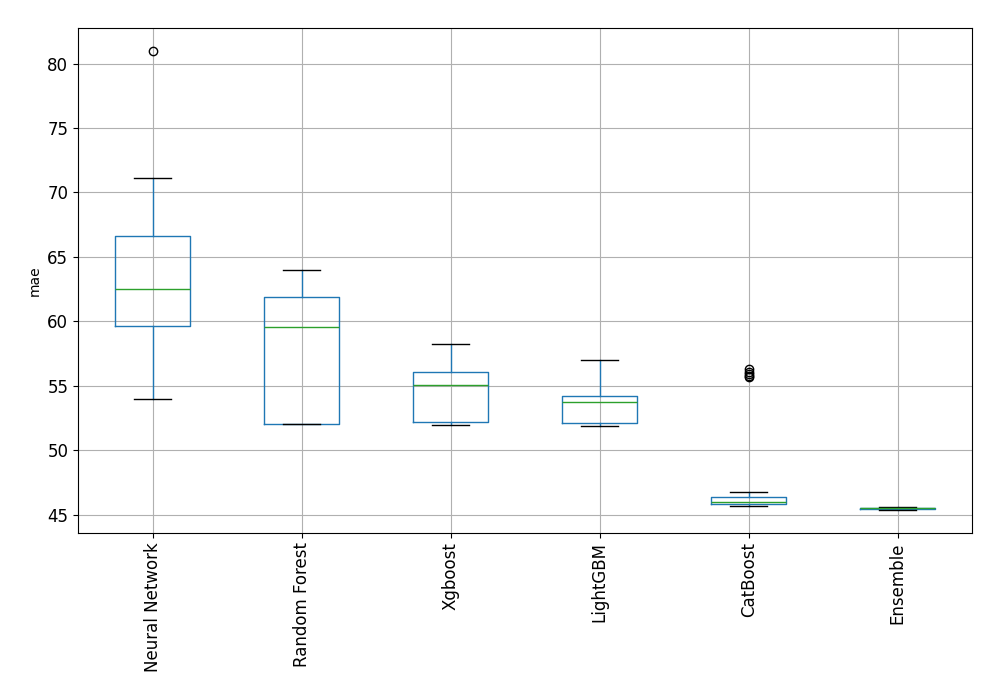 80
75
70
65
60
55
50
45
mae
Neural Network
Random Forest
Xgboost
LightGBM
CatBoost
Ensemble